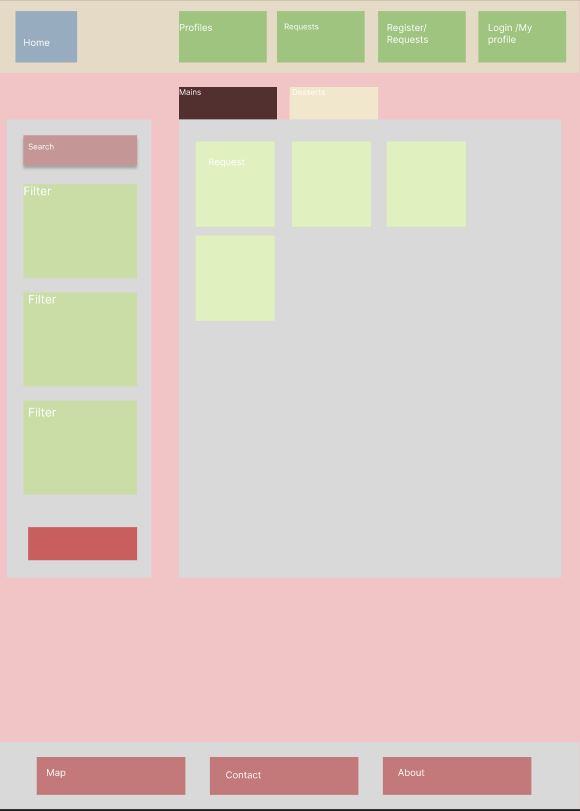 Home
Profiles
Requests
Register/
Requests
Login /My
profile
Mains
Desserts
Search
Request
Filter
Filter
Filter
Map
Contact
About